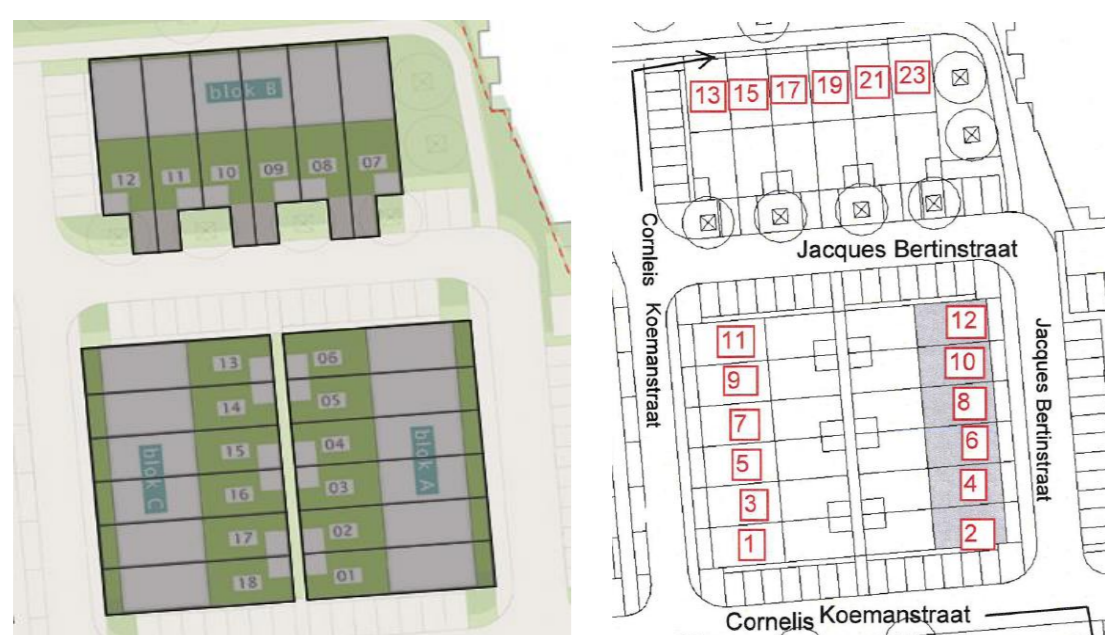 blok B
12 11 10 09 08 07
13 06
14 05
15 04
16 03
17 02
18 01
blok C
blok A
13 15 17 19 21 23
Cornleis Koemanstraat
Jacques Bertinstraat
11 12
9 10
7 8
5 6
3 4
1 2
Jacques Bertinstraat
Cornelis Koemanstraat